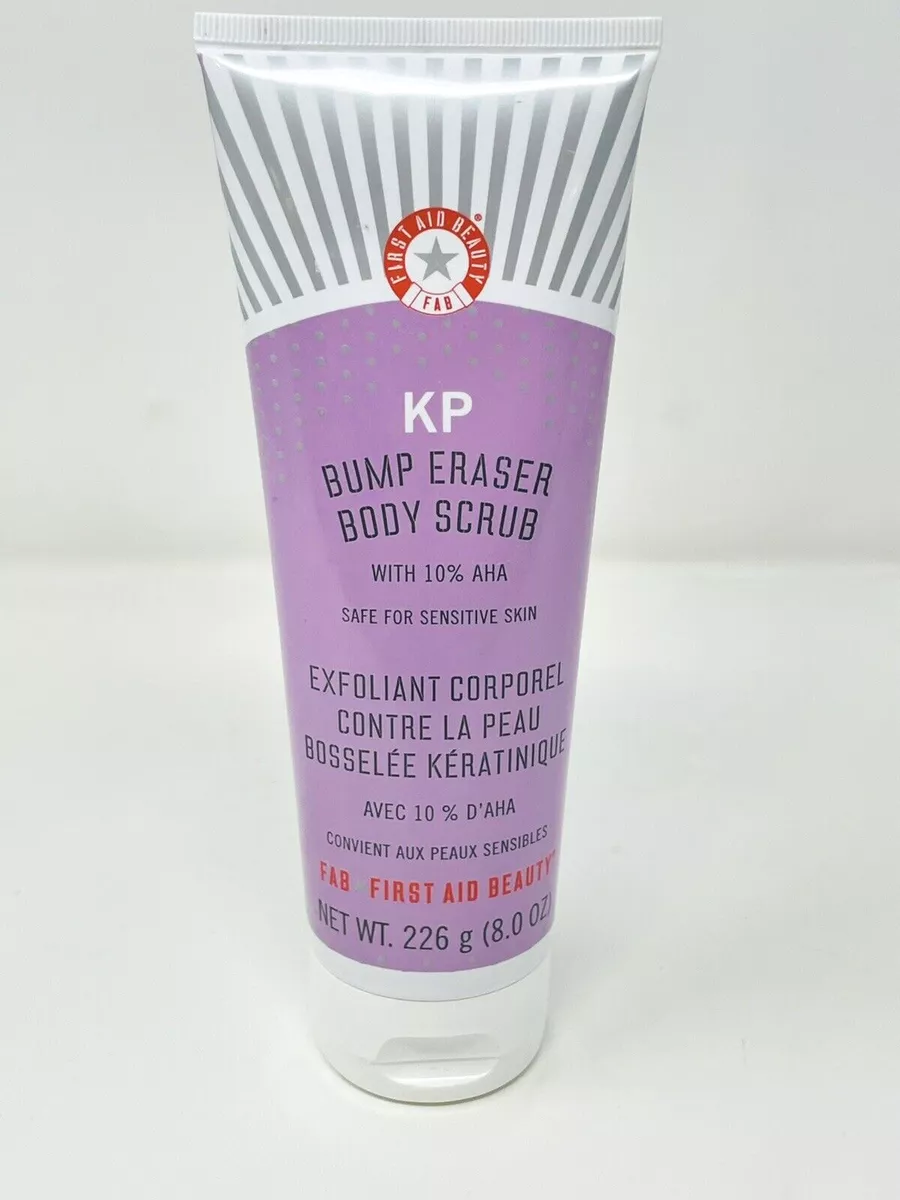 FIRST AID BEAUTY®
FAB
KP
BUMP ERASER
BODY SCRUB
WITH 10% AHA
SAFE FOR SENSITIVE SKIN
EXFOLIANT CORPOREL
CONTRE LA PEAU
BOSSELÉE KÉRATINIQUE
AVEC 10 % D'AHA
CONVIENT AUX PEAUX SENSIBLES
FAB FIRST AID BEAUTY™
NET WT. 226 g (8.0 OZ)